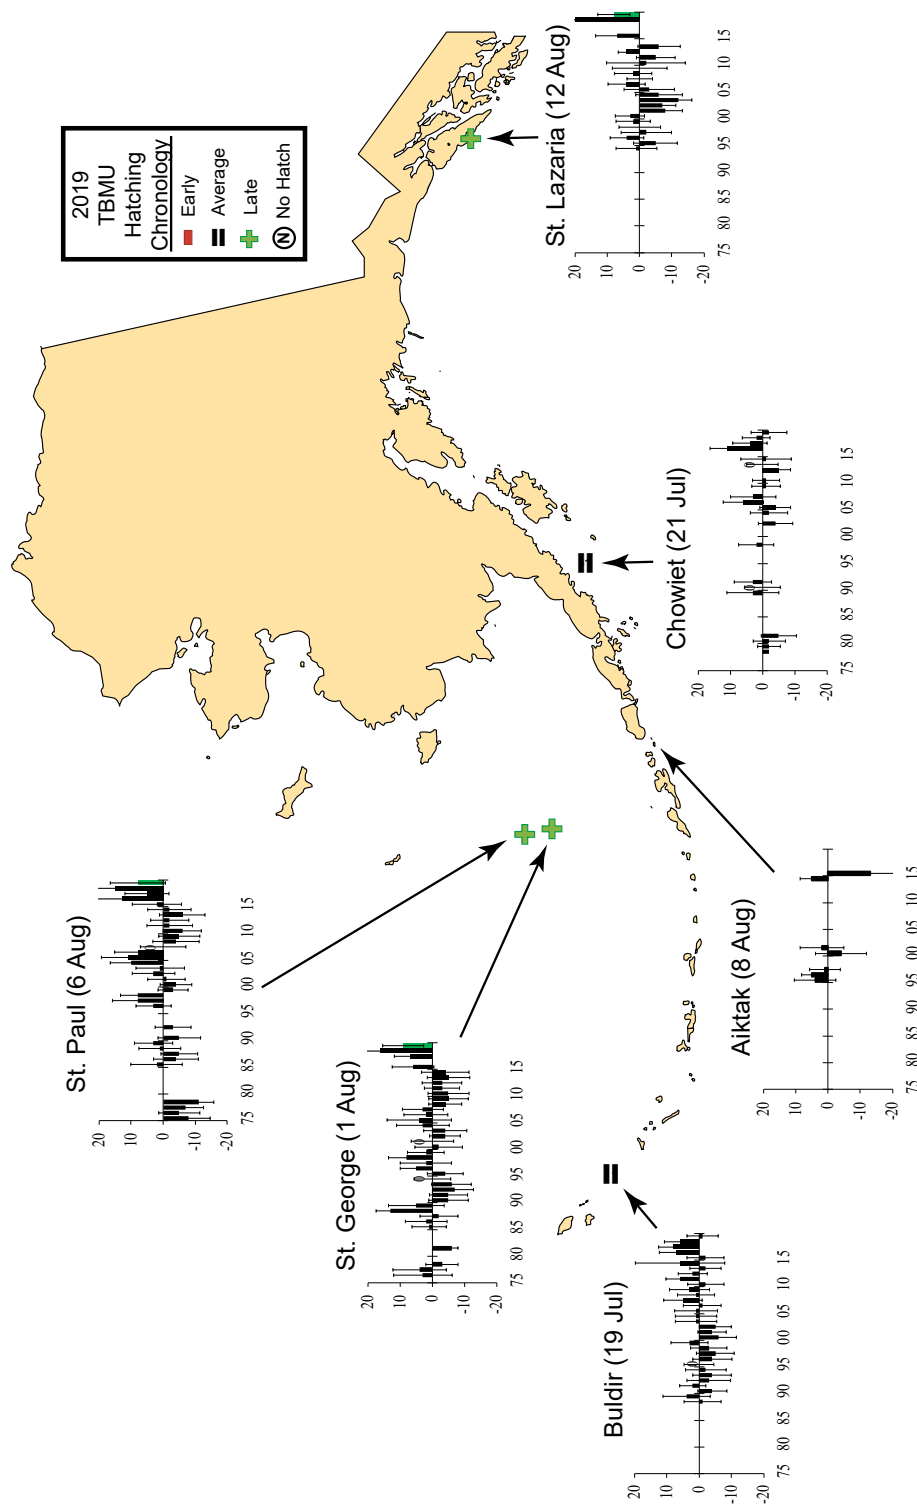 2019
TBMU
Hatching
Chronology
Early
Average
Late
N No Hatch
St. Paul (6 Aug)
20
10
0
-10
-20
75 80 85 90 95 00 05 10 15
St. George (1 Aug)
20
10
0
-10
-20
75 80 85 90 95 00 05 10 15
St. Lazaria (12 Aug)
20
10
0
-10
-20
75 80 85 90 95 00 05 10 15
Buldir (19 Jul)
20
10
0
-10
-20
75 80 85 90 95 00 05 10 15
Chowiet (21 Jul)
20
10
0
-10
-20
75 80 85 90 95 00 05 10 15
Aiktak (8 Aug)
20
10
0
-10
-20
75 80 85 90 95 00 05 10 15